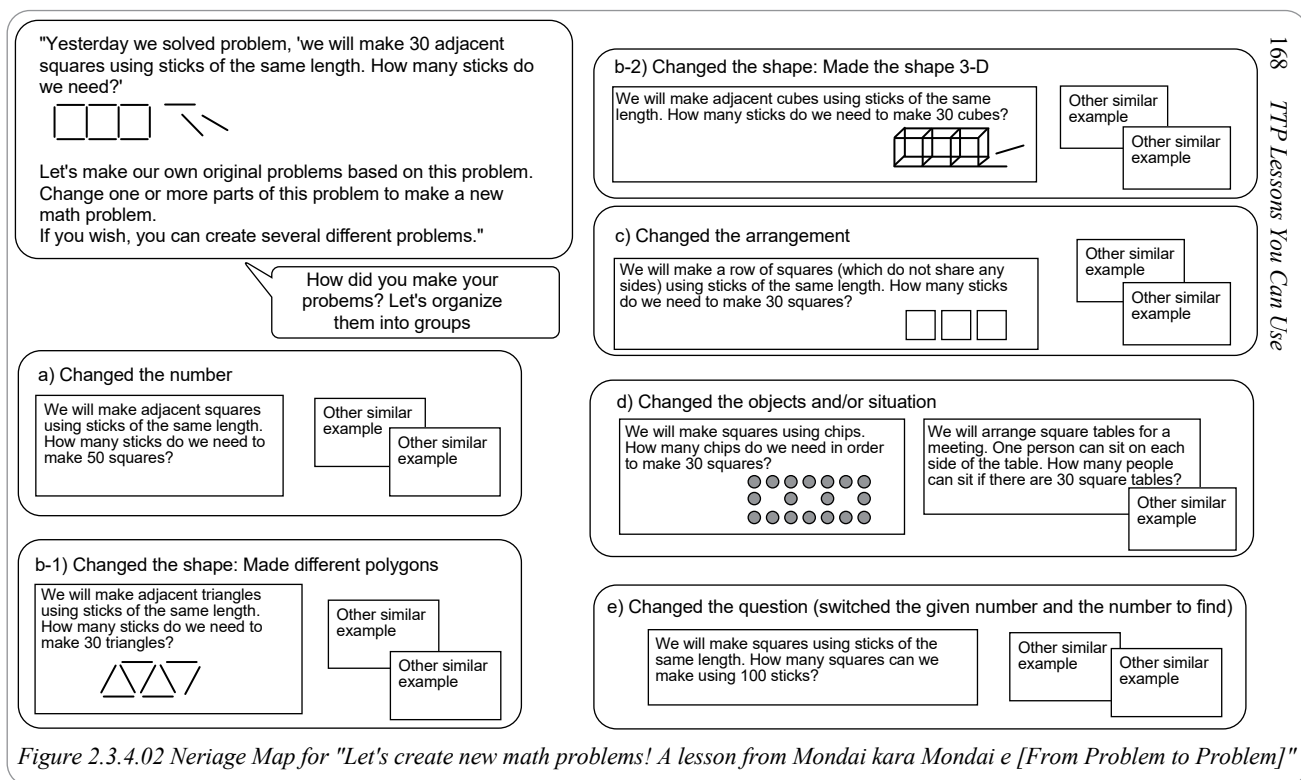 "Yesterday we solved problem, 'we will make 30 adjacent
squares using sticks of the same length. How many sticks do
we need?'
Let's make our own original problems based on this problem.
Change one or more parts of this problem to make a new
math problem.
If you wish, you can create several different problems."
How did you make your
probems? Let's organize
them into groups
a) Changed the number
We will make adjacent squares
using sticks of the same length.
How many sticks do we need to
make 50 squares?
Other similar
example
Other similar
example
b-1) Changed the shape: Made different polygons
We will make adjacent triangles
using sticks of the same length.
How many sticks do we need to
make 30 triangles?
Other similar
example
Other similar
example
b-2) Changed the shape: Made the shape 3-D
We will make adjacent cubes using sticks of the same
length. How many sticks do we need to make 30 cubes?
Other similar
example
Other similar
example
c) Changed the arrangement
We will make a row of squares (which do not share any
sides) using sticks of the same length. How many sticks
do we need to make 30 squares?
Other similar
example
Other similar
example
d) Changed the objects and/or situation
We will make squares using chips.
How many chips do we need in order
to make 30 squares?
We will arrange square tables for a
meeting. One person can sit on each
side of the table. How many people
can sit if there are 30 square tables?
Other similar
example
e) Changed the question (switched the given number and the number to find)
We will make squares using sticks of the
same length. How many squares can we
make using 100 sticks?
Other similar
example
Other similar
example
168 TTP Lessons You Can Use
Figure 2.3.4.02 Neriage Map for "Let's create new math problems! A lesson from Mondai kara Mondai e [From Problem to Problem]"